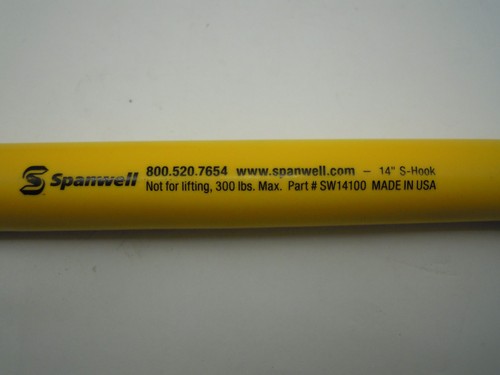 Spanwell 800.520.7654 www.spanwell.com – 14" S-Hook
Not for lifting, 300 lbs. Max. Part # SW14100 MADE IN USA